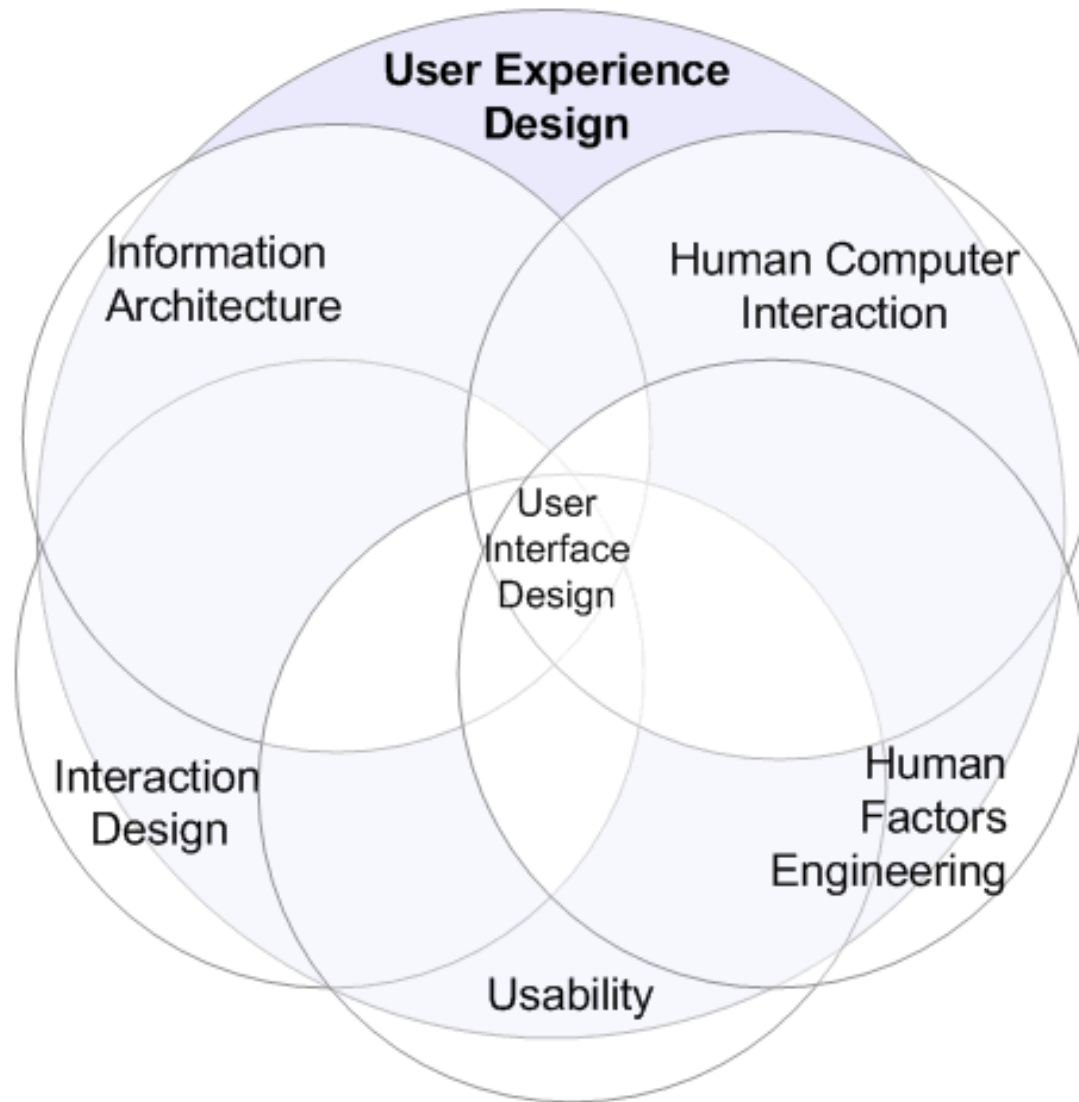 User Experience
Design
Information
Architecture
Human Computer
Interaction
User
Interface
Design
Interaction
Design
Human
Factors
Engineering
Usability